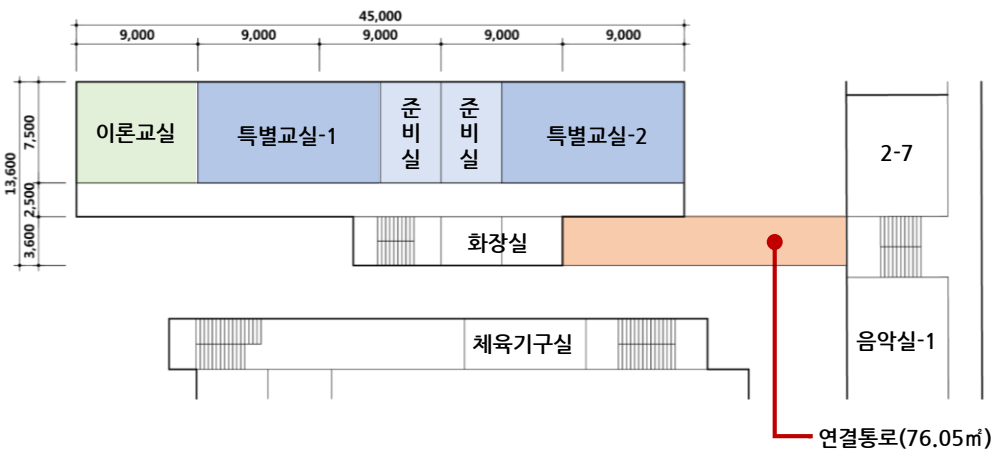 45,000
9,000
9,000
9,000
9,000
9,000
13,600
7,500
2,500
3,600
이론교실
특별교실-1
준비실
준비실
특별교실-2
2-7
화장실
체육기구실
음악실-1
연결통로(76.05㎡)